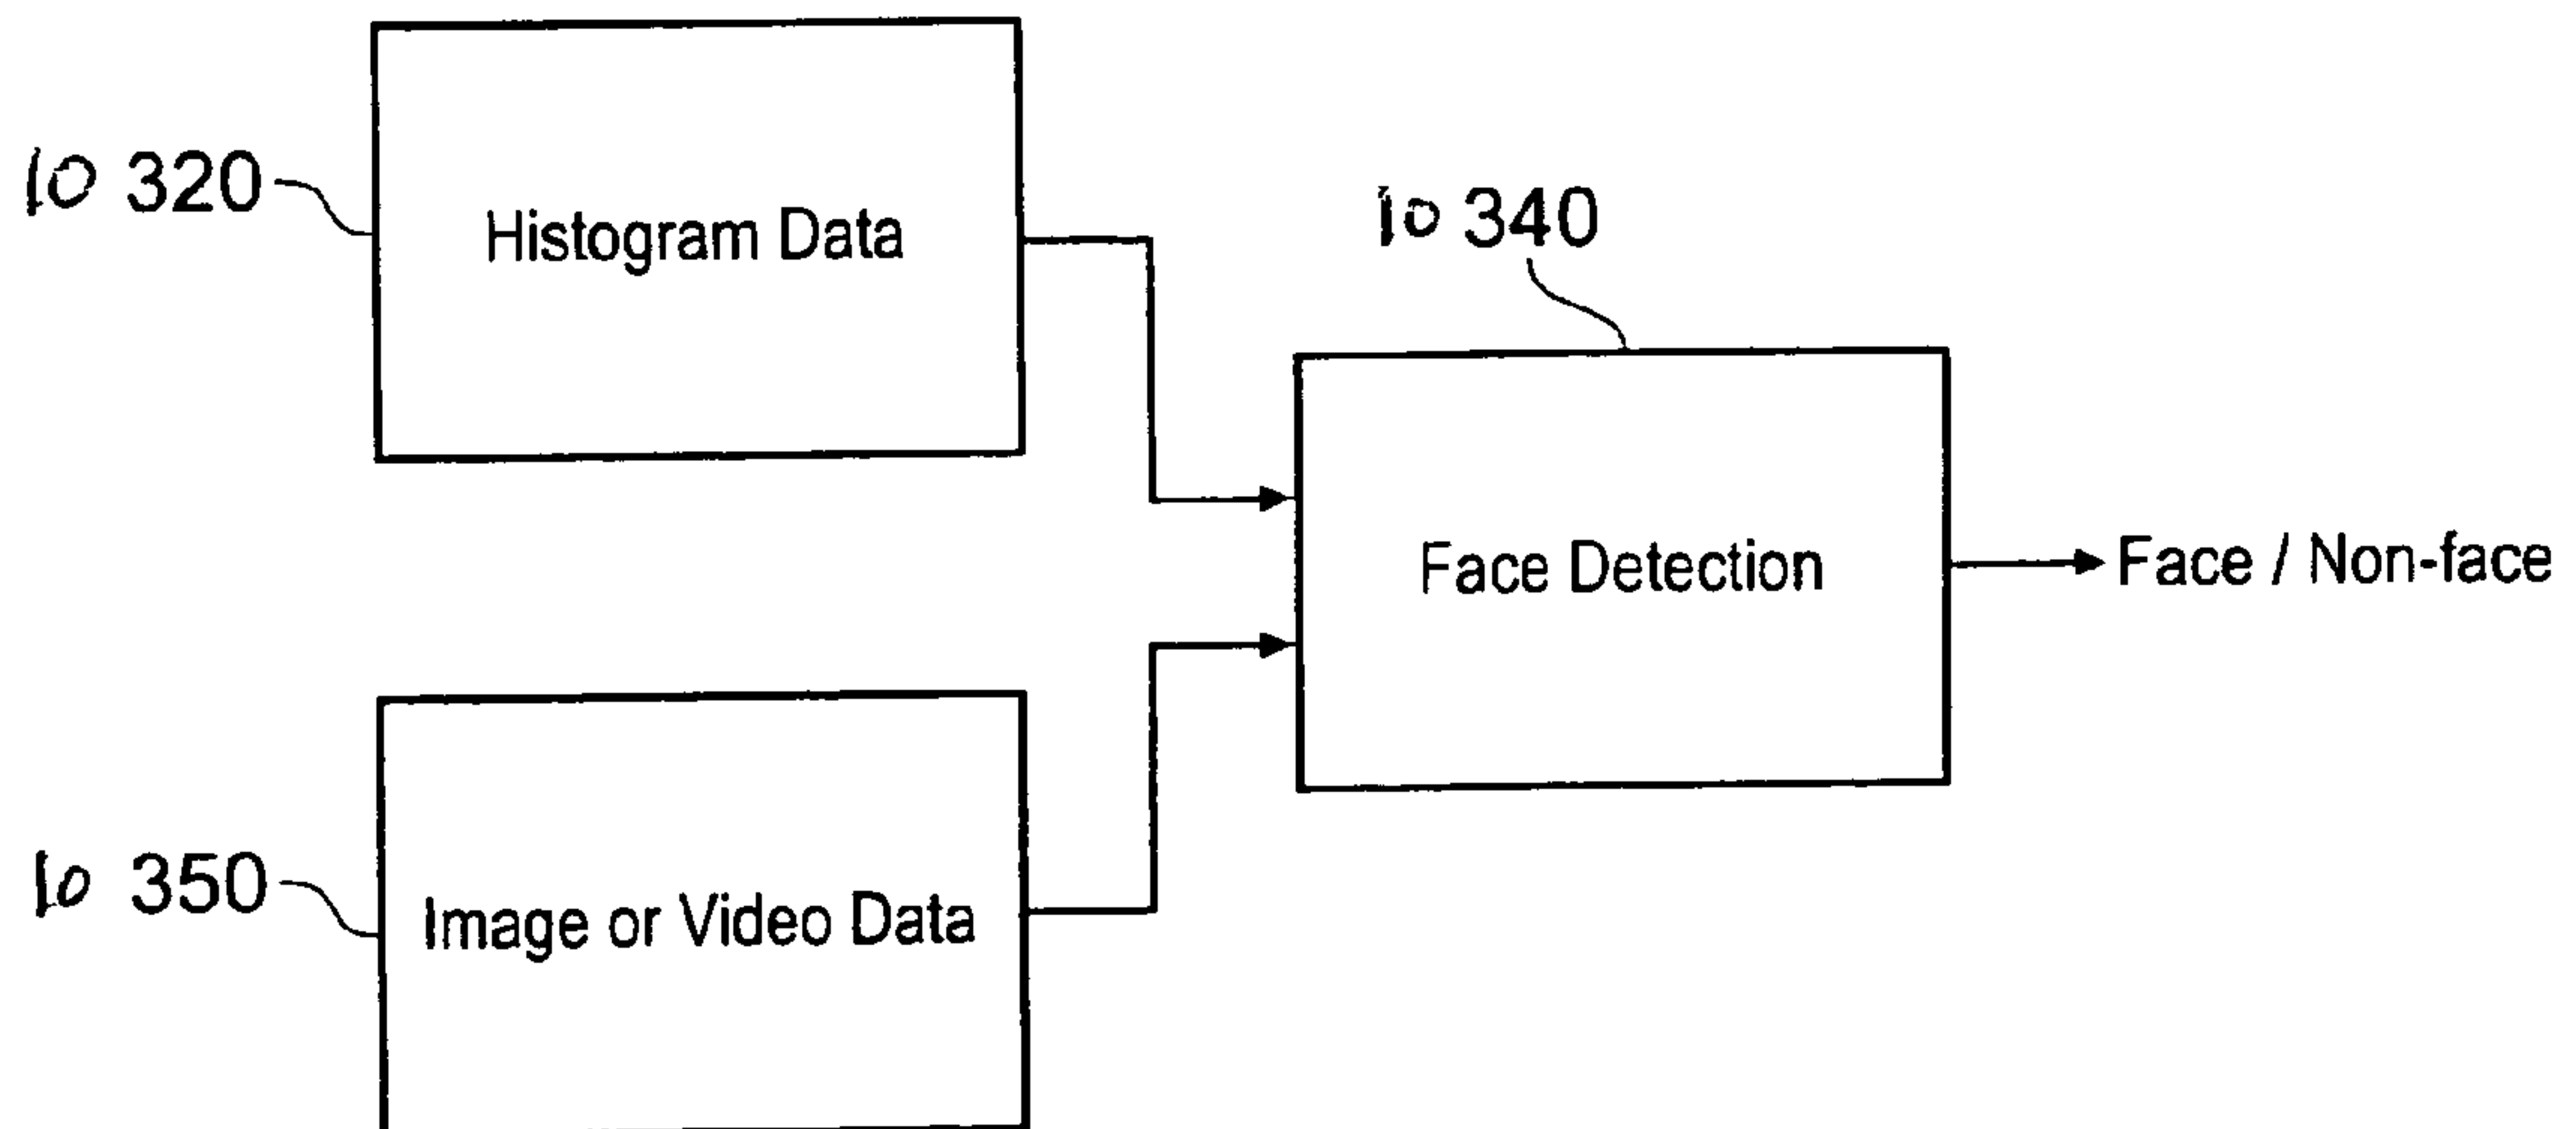 10 320
Histogram Data
10 340
Face Detection
Face / Non-face
10 350
Image or Video Data